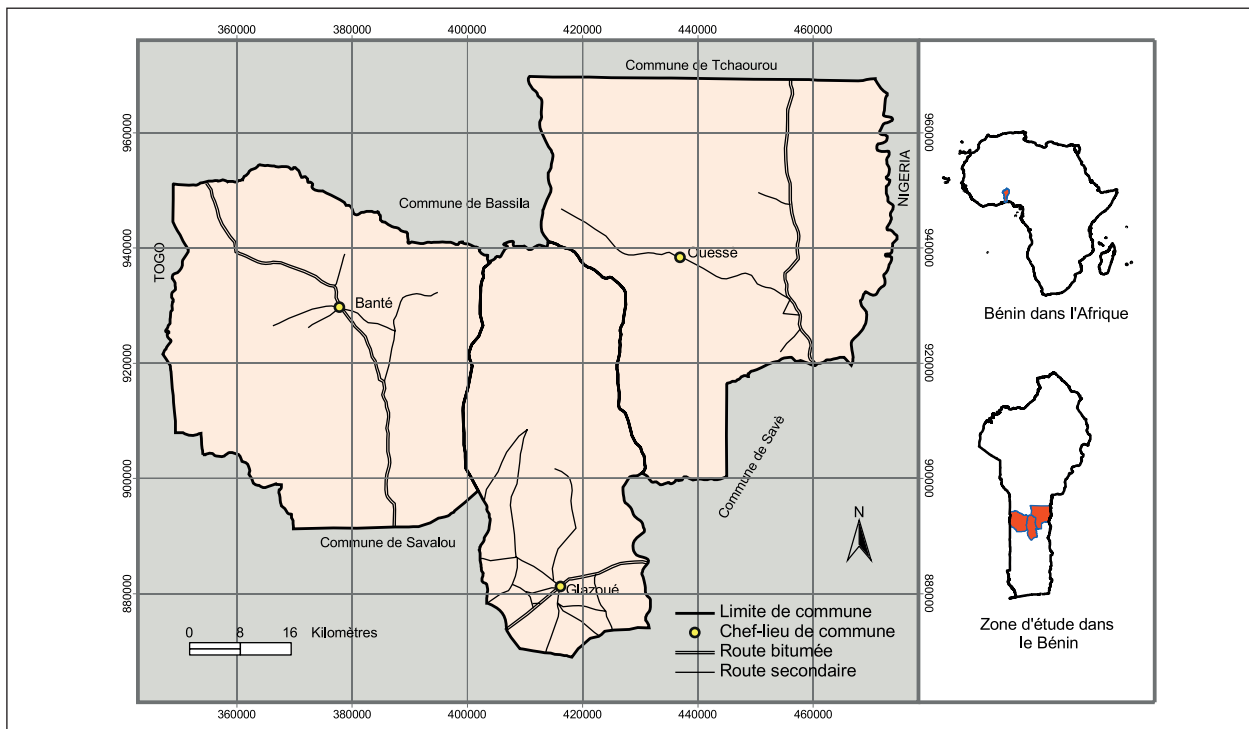 360000 380000 400000 420000 440000 460000
Commune de Tchaourou
960000
960000
NIGERIA
Commune de Bassila
940000
940000
TOGO
Ouesse
Banté
920000
920000
Commune de Savè
900000
900000
Commune de Savalou
N
880000
880000
Glazoué
0 8 16 Kilomètres
Limite de commune
Chef-lieu de commune
Route bitumée
Route secondaire
360000 380000 400000 420000 440000 460000
Bénin dans l'Afrique
Zone d'étude dans
le Bénin